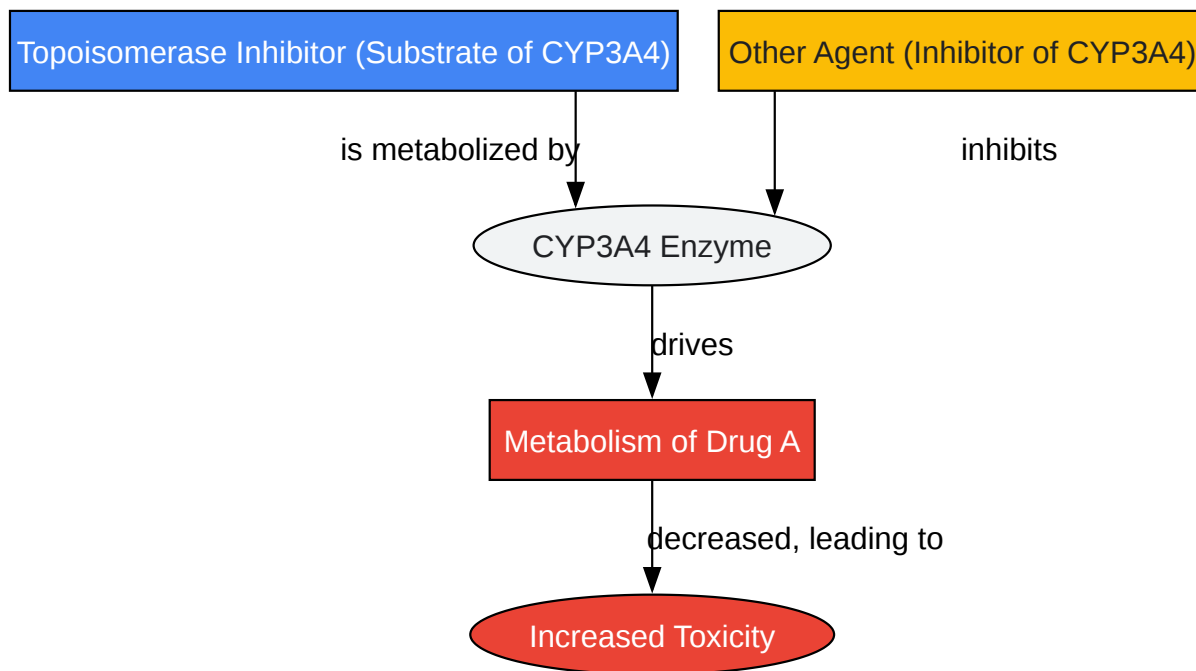 Topoisomerase Inhibitor (Substrate of CYP3A4)
Other Agent (Inhibitor of CYP3A4)
is metabolized by
inhibits
CYP3A4 Enzyme
drives
Metabolism of Drug A
decreased, leading to
Increased Toxicity